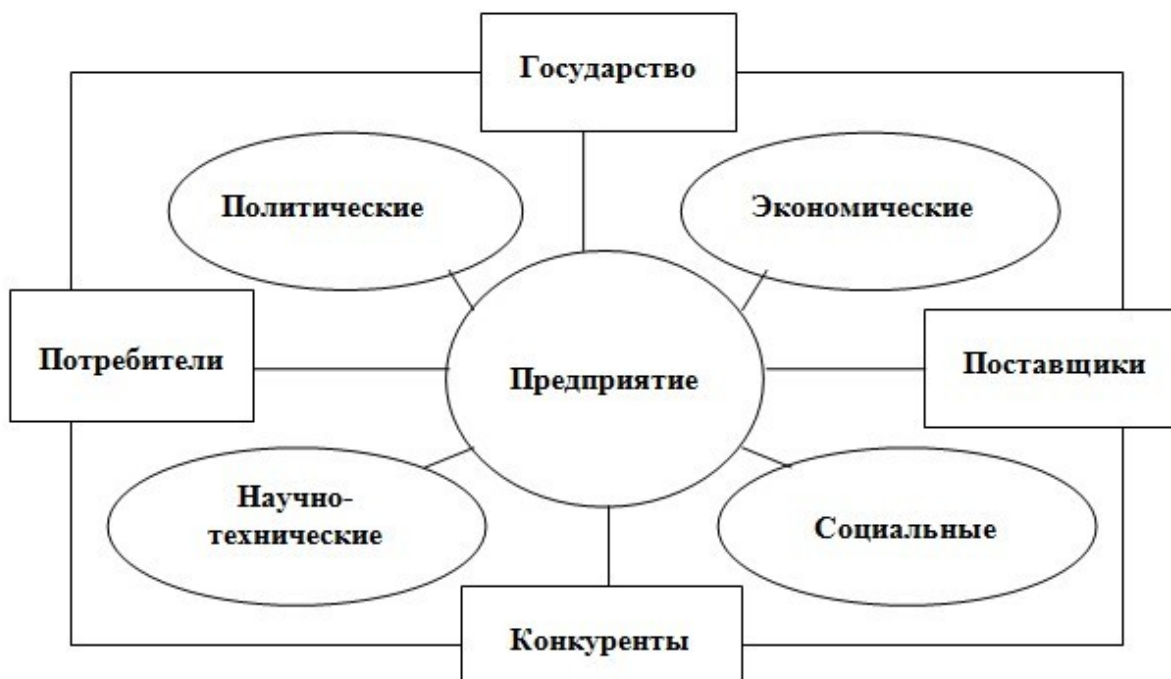 Государство
Политические
Экономические
Потребители
Предприятие
Поставщики
Научно-
технические
Социальные
Конкуренты